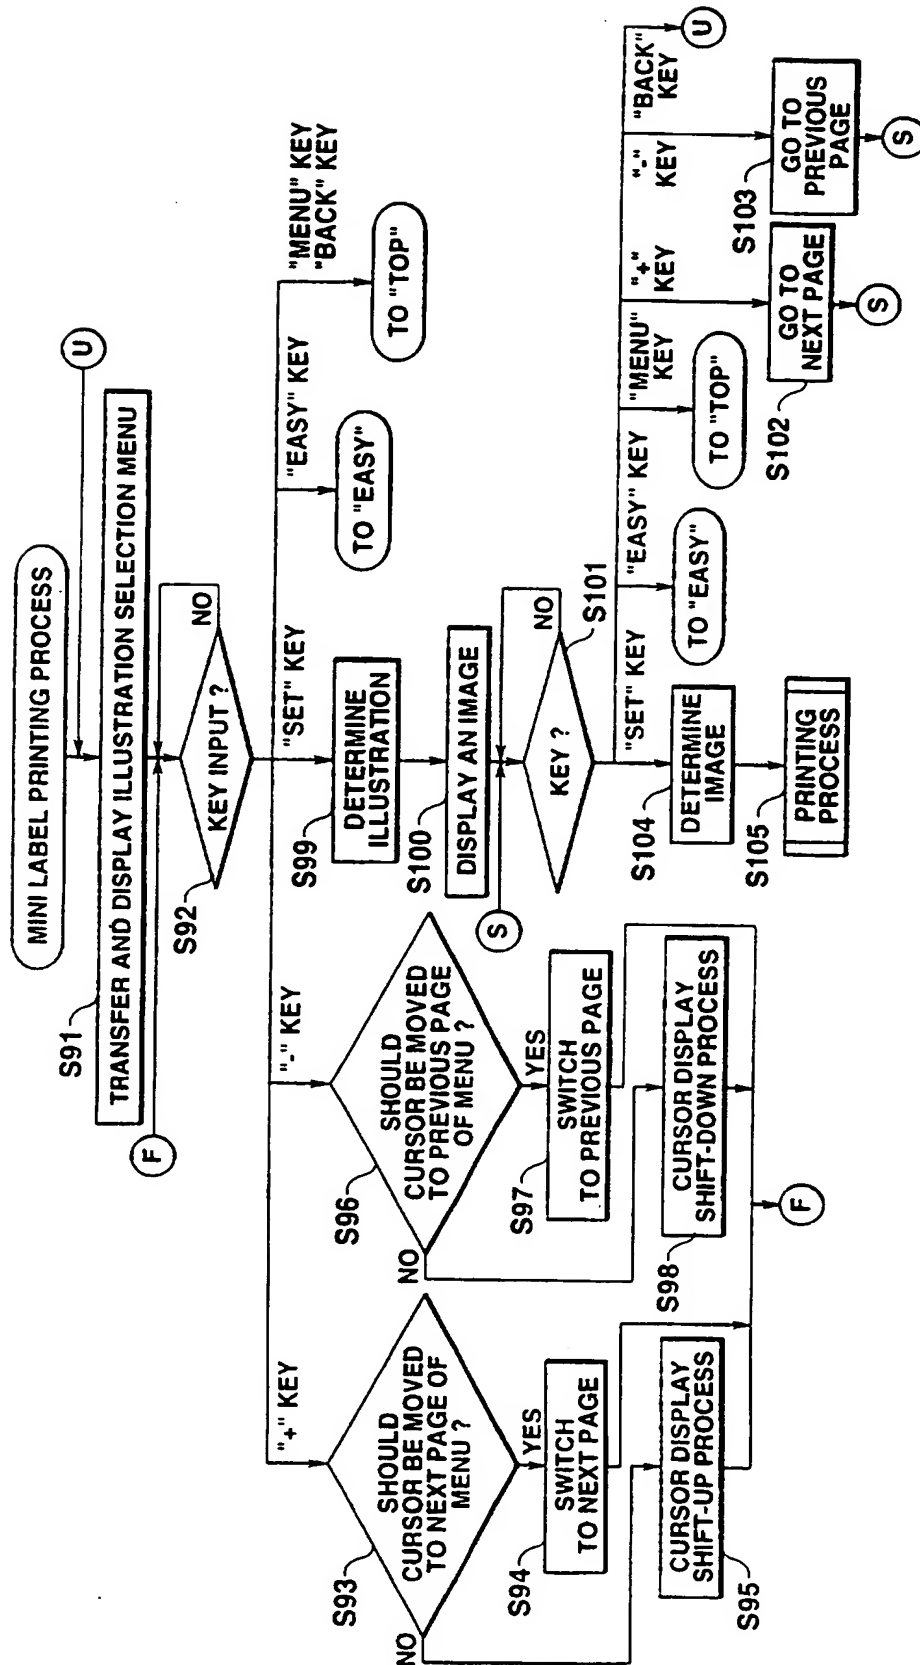 MINI LABEL PRINTING PROCESS
U
S91
TRANSFER AND DISPLAY ILLUSTRATION SELECTION MENU
F
S92
KEY INPUT ?
NO
"+" KEY
"-" KEY
"SET" KEY
"EASY" KEY
"MENU" KEY
"BACK" KEY
S93
SHOULD
CURSOR BE MOVED
TO NEXT PAGE OF
MENU ?
NO
YES
S94
SWITCH
TO NEXT PAGE
S95
CURSOR DISPLAY
SHIFT-UP PROCESS
S96
SHOULD
CURSOR BE MOVED
TO PREVIOUS PAGE
OF MENU ?
NO
YES
S97
SWITCH
TO PREVIOUS PAGE
S98
CURSOR DISPLAY
SHIFT-DOWN PROCESS
F
S99
DETERMINE
ILLUSTRATION
TO "EASY"
TO "TOP"
S100
DISPLAY AN IMAGE
S
KEY ?
NO
S101
"SET" KEY
"EASY" KEY
"MENU"
KEY
"+"
KEY
"-"
KEY
"BACK"
KEY
S104
DETERMINE
IMAGE
TO "EASY"
TO "TOP"
S102
GO TO
NEXT PAGE
S
S103
GO TO
PREVIOUS
PAGE
S
U
S105
PRINTING
PROCESS